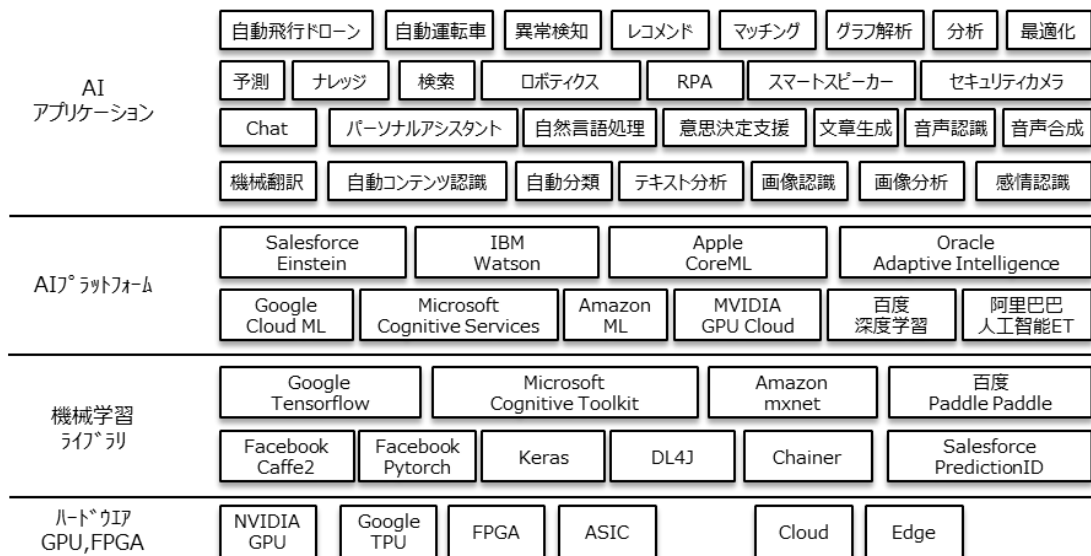 自動飛行ドローン 自動運転車 異常検知 レコメンド マッチング グラフ解析 分析 最適化
AI
アプリケーション
予測 ナレッジ 検索 ロボティクス RPA スマートスピーカー セキュリティカメラ
Chat パーソナルアシスタント 自然言語処理 意思決定支援 文章生成 音声認識 音声合成
機械翻訳 自動コンテンツ認識 自動分類 テキスト分析 画像認識 画像分析 感情認識
AIプラットフォーム
Salesforce
Einstein
IBM
Watson
Apple
CoreML
Oracle
Adaptive Intelligence
Google
Cloud ML
Microsoft
Cognitive Services
Amazon
ML
MVIDIA
GPU Cloud
百度
深度学習
阿里巴巴
人工智能ET
機械学習
ライブラリ
Google
Tensorflow
Microsoft
Cognitive Toolkit
Amazon
mxnet
百度
Paddle Paddle
Facebook
Caffe2
Facebook
Pytorch
Keras
DL4J
Chainer
Salesforce
PredictionID
ハードウエア
GPU,FPGA
NVIDIA
GPU
Google
TPU
FPGA
ASIC
Cloud
Edge